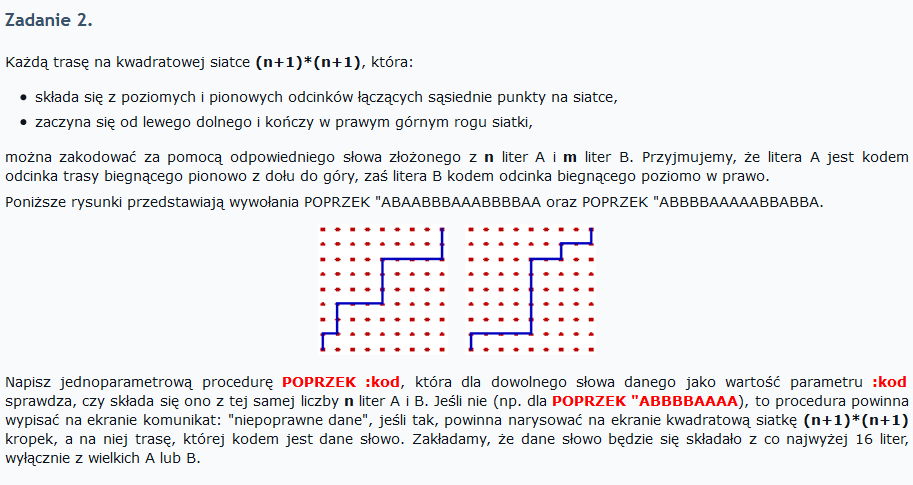 Zadanie 2.
Każdą trasę na kwadratowej siatce (n+1)*(n+1), która:
• składa się z poziomych i pionowych odcinków łączących sąsiednie punkty na siatce,
• zaczyna się od lewego dolnego i kończy w prawym górnym rogu siatki,
można zakodować za pomocą odpowiedniego słowa złożonego z n liter A i m liter B. Przyjmujemy, że litera A jest kodem
odcinka trasy biegnącego pionowo z dołu do góry, zaś litera B kodem odcinka biegnącego poziomo w prawo.
Poniższe rysunki przedstawiają wywołania POPRZEK "ABAABBBAAABBBBAA oraz POPRZEK "ABBBBAAAAABBABBA.
Napisz jednoparametrową procedurę POPRZEK :kod, która dla dowolnego słowa danego jako wartość parametru :kod
sprawdza, czy składa się ono z tej samej liczby n liter A i B. Jeśli nie (np. dla POPRZEK "ABBBBAAAA), to procedura powinna
wypisać na ekranie komunikat: "niepoprawne dane", jeśli tak, powinna narysować na ekranie kwadratową siatkę (n+1)*(n+1)
kropek, a na niej trasę, której kodem jest dane słowo. Zakładamy, że dane słowo będzie się składało z co najwyżej 16 liter,
wyłącznie z wielkich A lub B.